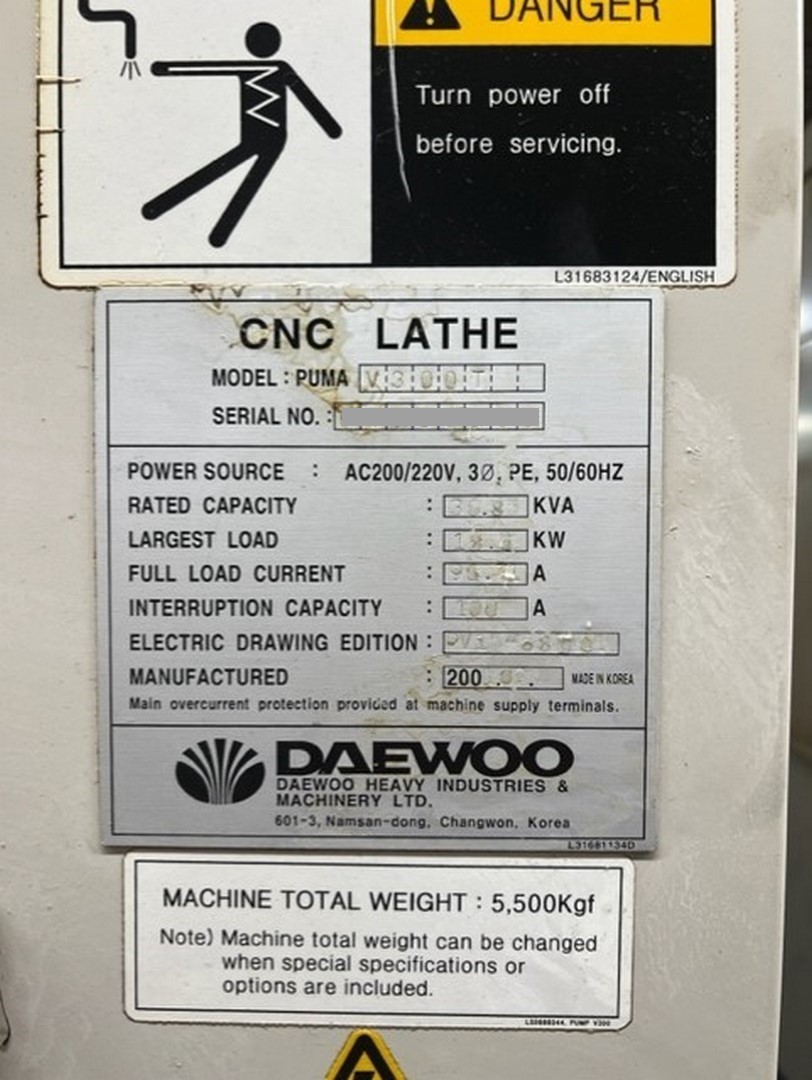 DANGER
Turn power off
before servicing.
L31683124/ENGLISH
CNC LATHE
MODEL : PUMA V300T
SERIAL NO. :
POWER SOURCE : AC200/220V, 3Ø, PE, 50/60HZ
RATED CAPACITY : KVA
LARGEST LOAD : KW
FULL LOAD CURRENT : A
INTERRUPTION CAPACITY : A
ELECTRIC DRAWING EDITION :
MANUFACTURED : 200 MADE IN KOREA
Main overcurrent protection provided at machine supply terminals.
DAEWOO
DAEWOO HEAVY INDUSTRIES &
MACHINERY LTD.
601-3, Namsan-dong, Changwon, Korea
L31681134D
MACHINE TOTAL WEIGHT : 5,500Kgf
Note) Machine total weight can be changed
when special specifications or
options are included.